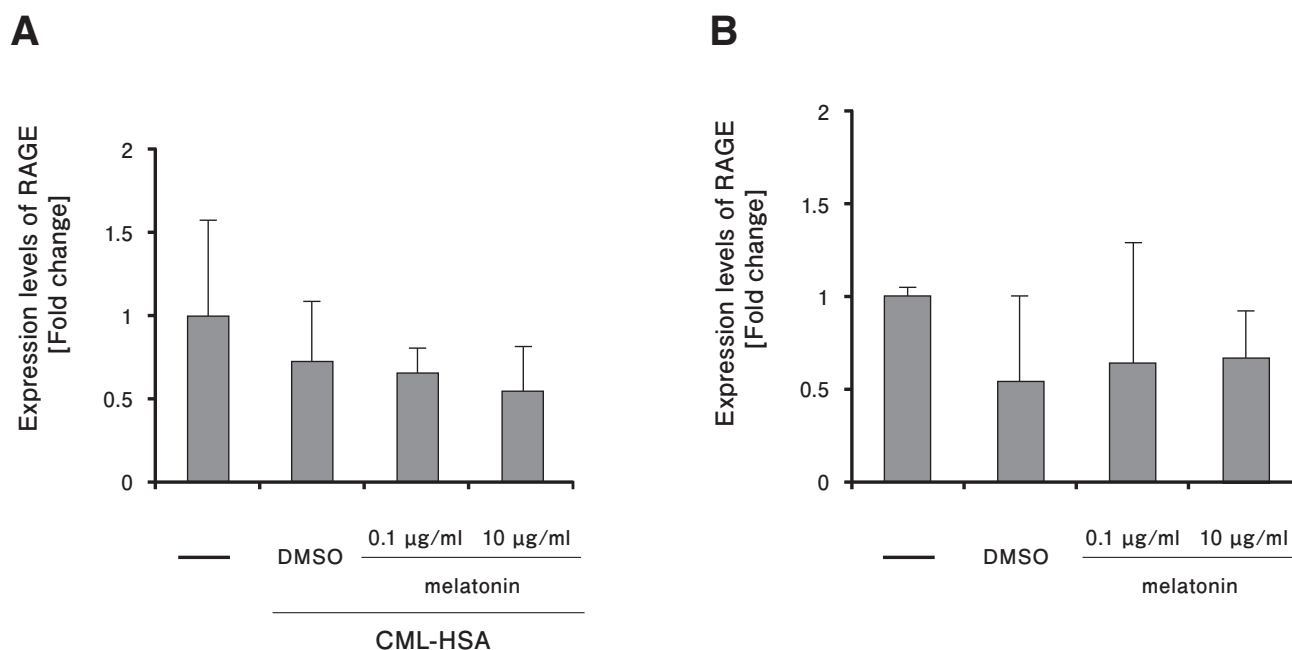 A
Expression levels of RAGE
[Fold change]
2
1.5
1
0.5
0
0.1 µg/ml 10 µg/ml
DMSO
melatonin
CML-HSA
B
Expression levels of RAGE
[Fold change]
2
1.5
1
0.5
0
0.1 µg/ml 10 µg/ml
DMSO
melatonin